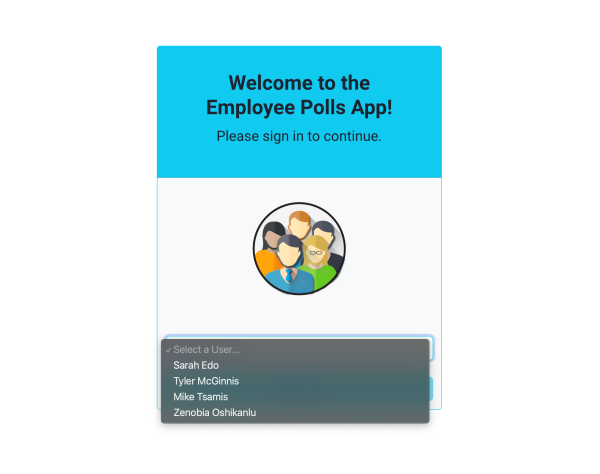 Welcome to the
Employee Polls App!
Please sign in to continue.
Select a User...
Sarah Edo
Tyler McGinnis
Mike Tsamis
Zenobia Oshikanlu